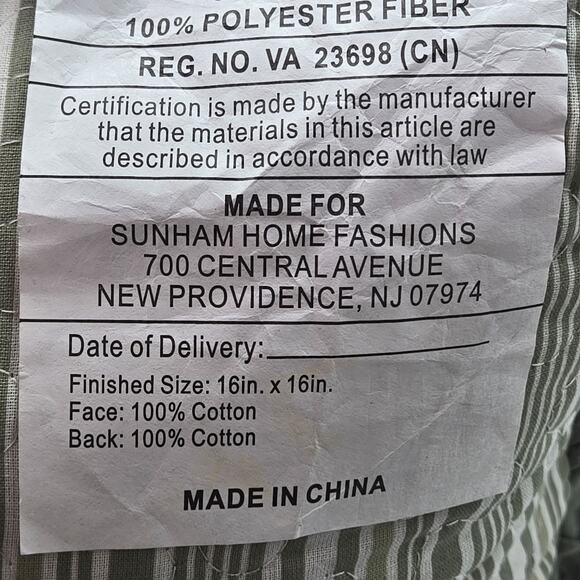 100% POLYESTER FIBER
REG. NO. VA 23698 (CN)
Certification is made by the manufacturer
that the materials in this article are
described in accordance with law
MADE FOR
SUNHAM HOME FASHIONS
700 CENTRAL AVENUE
NEW PROVIDENCE, NJ 07974
Date of Delivery:
Finished Size: 16in. x 16in.
Face: 100% Cotton
Back: 100% Cotton
MADE IN CHINA